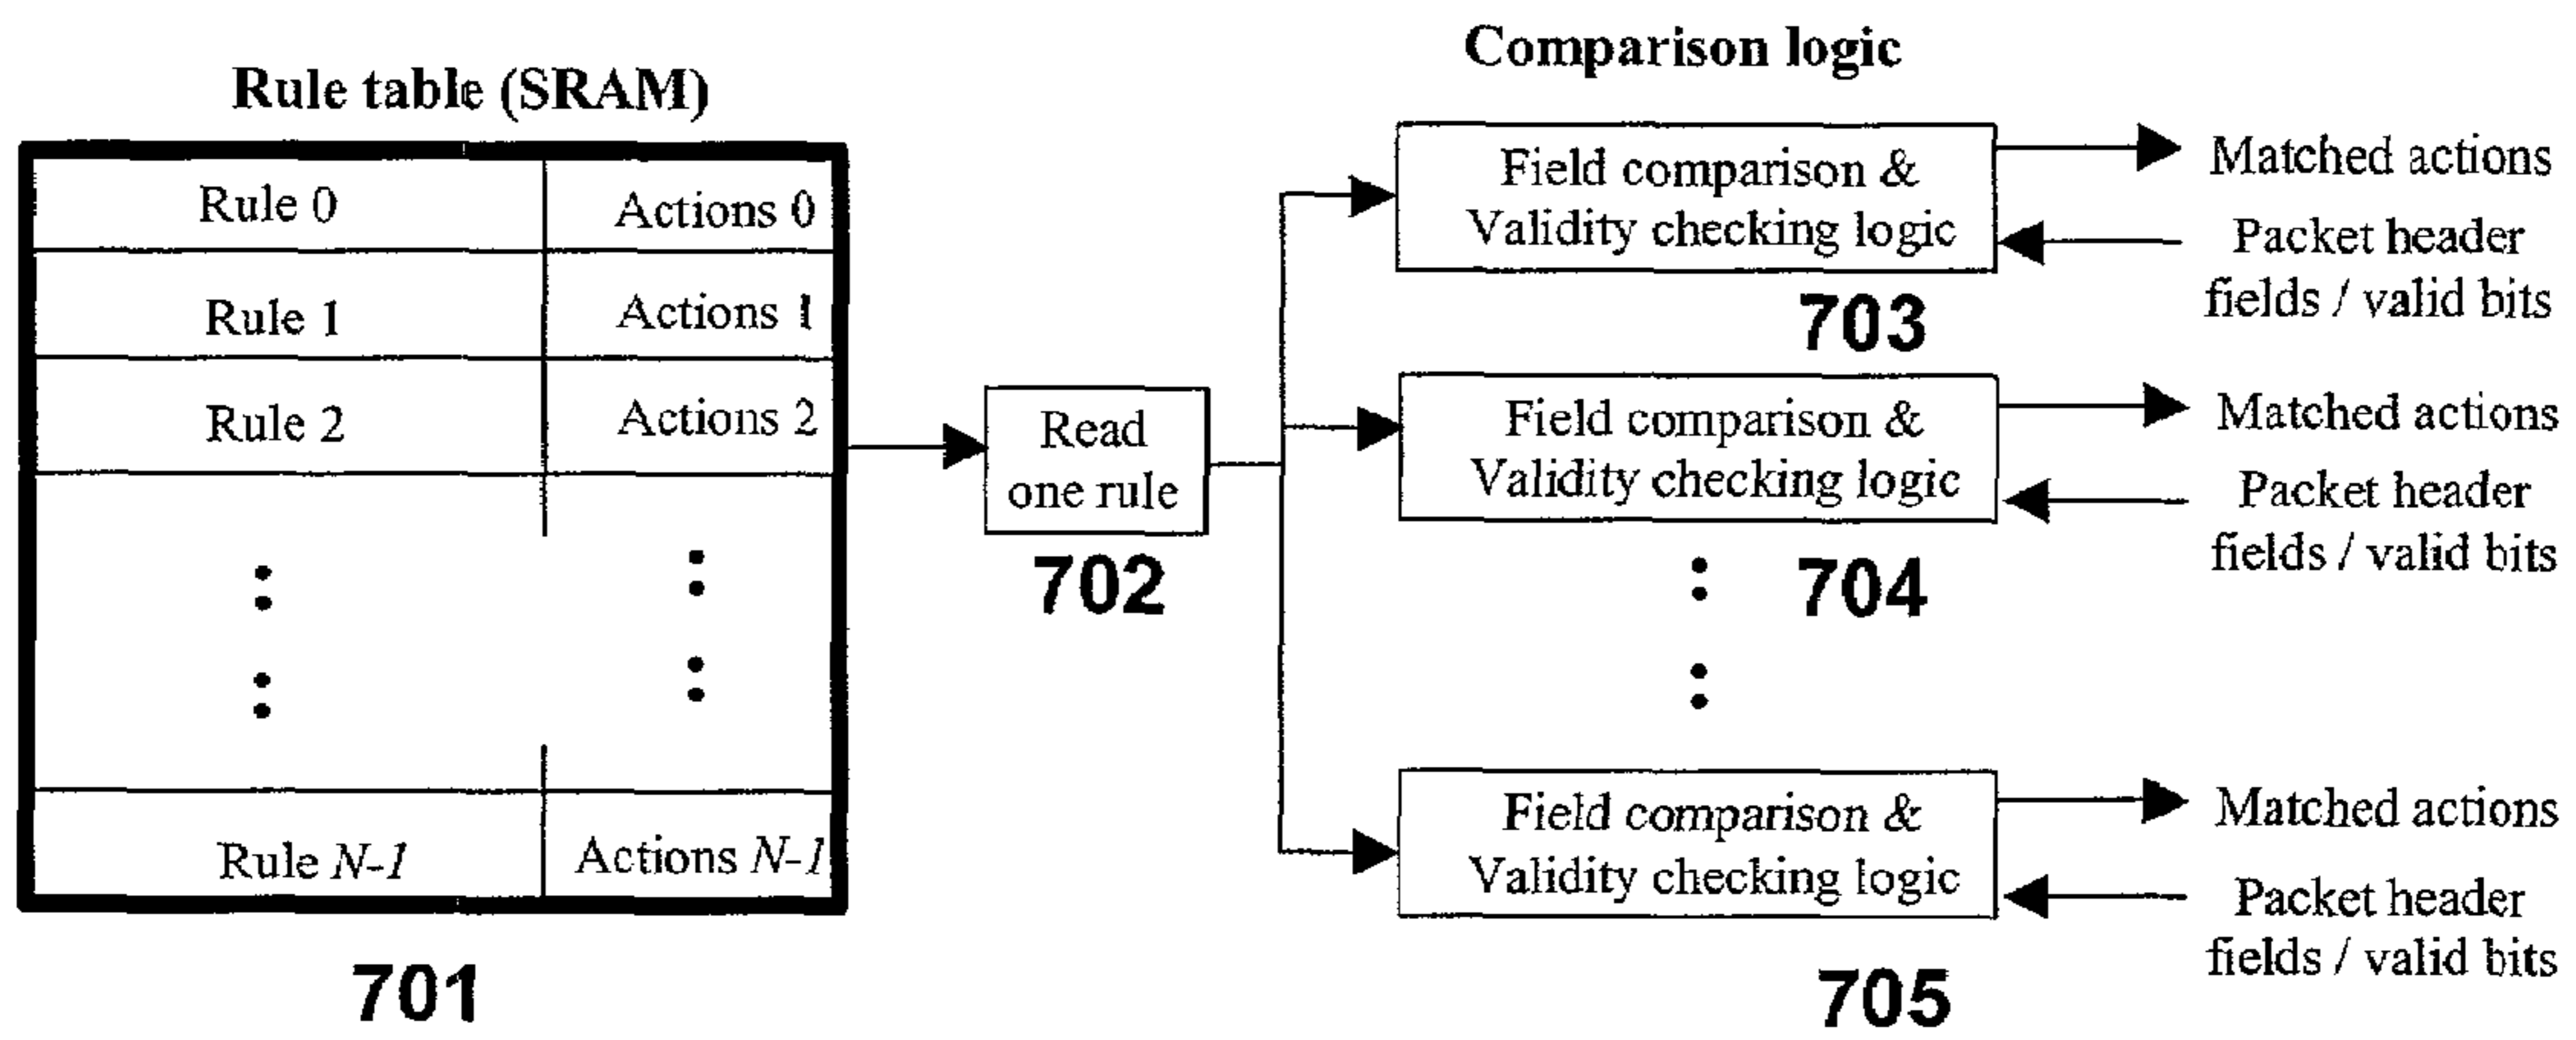 Rule table (SRAM)
Rule 0
Actions 0
Rule 1
Actions 1
Rule 2
Actions 2
Rule N-1
Actions N-1
701
Read
one rule
702
Comparison logic
Field comparison &
Validity checking logic
703
Matched actions
Packet header
fields / valid bits
Field comparison &
Validity checking logic
704
Matched actions
Packet header
fields / valid bits
Field comparison &
Validity checking logic
705
Matched actions
Packet header
fields / valid bits